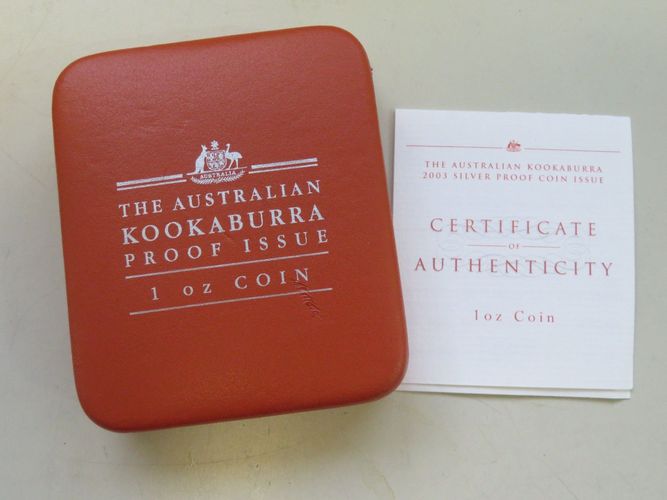 AUSTRALIA
THE AUSTRALIAN
KOOKABURRA
PROOF ISSUE
1 oz COIN
THE AUSTRALIAN KOOKABURRA
2003 SILVER PROOF COIN ISSUE
CERTIFICATE
OF
AUTHENTICITY
1oz Coin